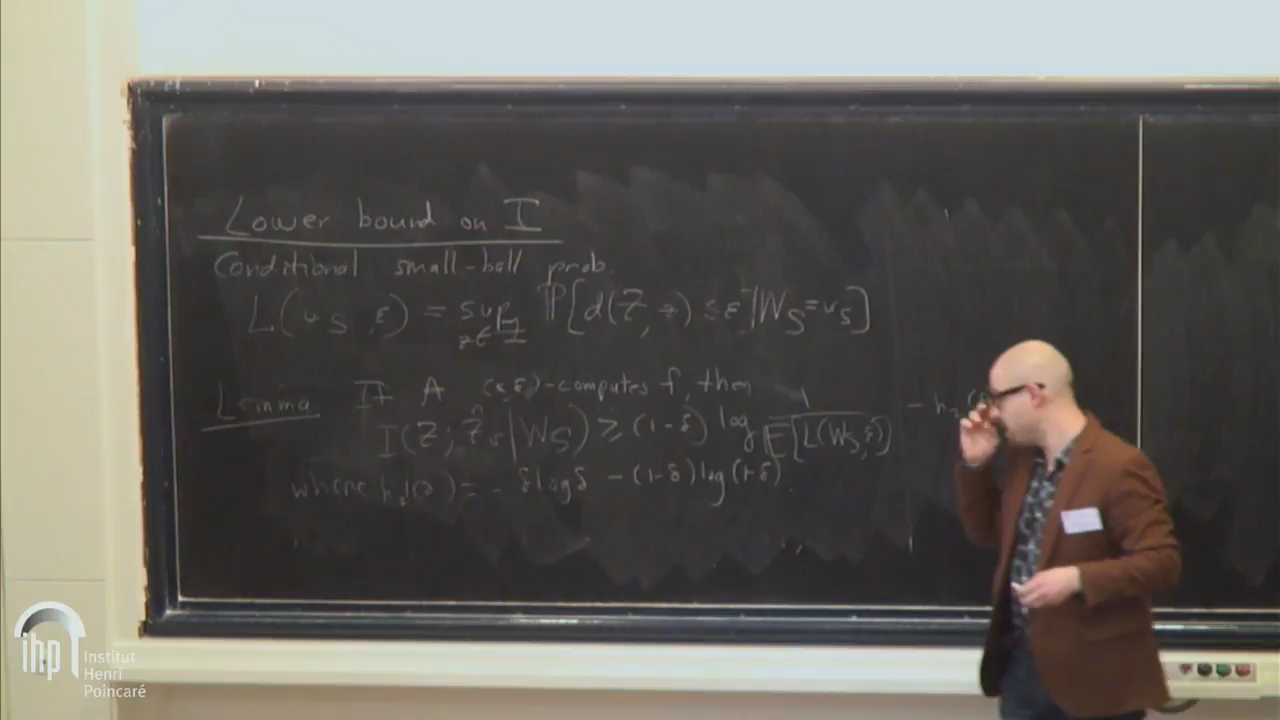 Lower bound on I
Conditional small-ball prob.
L(w_S, ε) = sup_{z∈Z} P[d(Z, z) ≤ ε | W_S = w_S]
Lemma If A (ε, δ)-computes f, then
I(Z; Ẑ | W_S) ≥ (1-δ) log 1/E[L(W_S, ε)] - h_2(
where h_2(δ) = - δ log δ - (1-δ) log (1-δ).
ihp
Institut
Henri
Poincaré